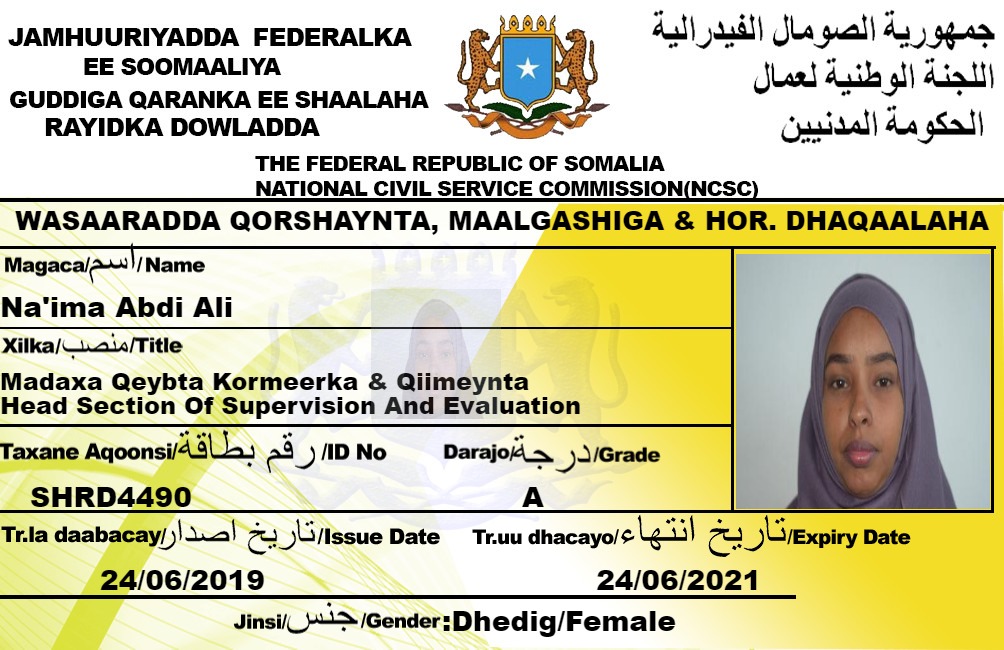 JAMHUURIYADDA FEDERALKA
EE SOOMAALIYA
GUDDIGA QARANKA EE SHAALAHA
RAYIDKA DOWLADDA
جمهورية الصومال الفيدرالية
اللجنة الوطنية لعمال
الحكومة المدنيين
THE FEDERAL REPUBLIC OF SOMALIA
NATIONAL CIVIL SERVICE COMMISSION(NCSC)
WASAARADDA QORSHAYNTA, MAALGASHIGA & HOR. DHAQAALAHA
Magaca/اسم/Name
Na'ima Abdi Ali
Xilka/منصب/Title
Madaxa Qeybta Kormeerka & Qiimeynta
Head Section Of Supervision And Evaluation
Taxane Aqoonsi/رقم بطاقة/ID No
SHRD4490
Darajo/درجة/Grade
A
Tr.la daabacay/تاريخ اصدار/Issue Date
24/06/2019
Tr.uu dhacayo/تاريخ انتهاء/Expiry Date
24/06/2021
Jinsi/جنس/Gender:Dhedig/Female